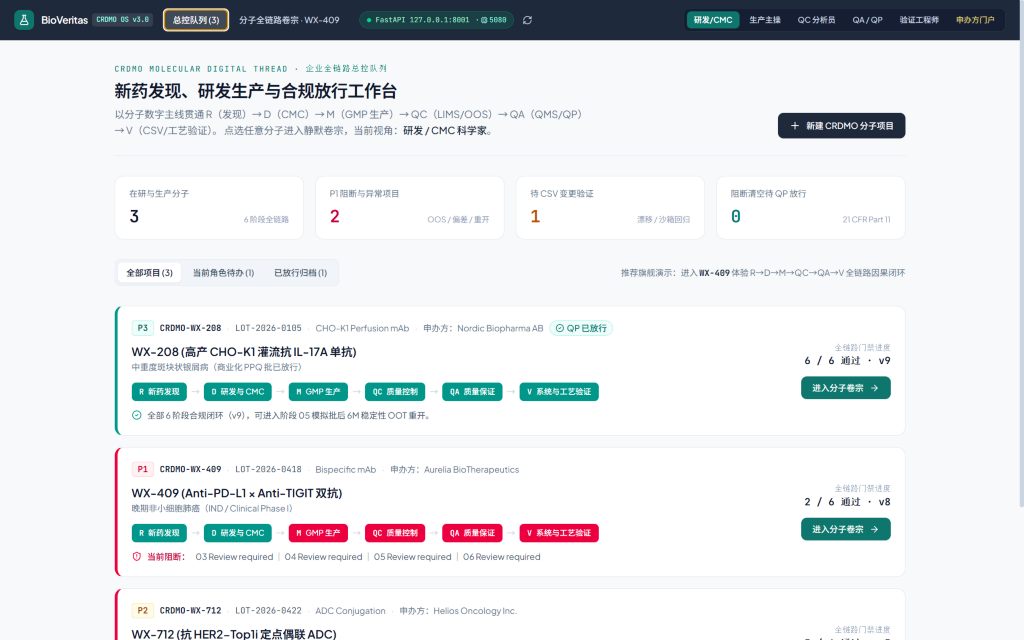 BioVeritas CRDMO OS v3.0 总控队列 (3) 分子全链路卷宗 · WX-409 FastAPI 127.0.0.1:8001 · 5080 研发/CMC 生产主操 QC 分析员 QA / QP 验证工程师 申办方门户
CRDMO MOLECULAR DIGITAL THREAD · 企业全链路总控队列
新药发现、研发生产与合规放行工作台
以分子数字主线贯通 R（发现）→ D（CMC）→ M（GMP 生产）→ QC（LIMS/OOS）→ QA（QMS/QP）
→ V（CSV/工艺验证）。 点选任意分子进入静默卷宗，当前视角：研发 / CMC 科学家。
新建 CRDMO 分子项目
在研与生产分子
3 6 阶段全链路
P1 阻断与异常项目
2 OOS / 偏差 / 重开
待 CSV 变更验证
1 漂移 / 沙箱回归
阻断清空待 QP 放行
0 21 CFR Part 11
全部项目 (3) 当前角色待办 (1) 已放行归档 (1)
推荐旗舰演示：进入 WX-409 体验 R→D→M→QC→QA→V 全链路因果闭环
P3 CRDMO-WX-208 · LOT-2026-0105 · CHO-K1 Perfusion mAb · 申办方：Nordic Biopharma AB QP 已放行
WX-208 (高产 CHO-K1 灌流抗 IL-17A 单抗)
中重度斑块状银屑病（商业化 PPQ 批已放行）
R 新药发现 → D 研发与 CMC → M GMP 生产 → QC 质量控制 → QA 质量保证 → V 系统与工艺验证
全部 6 阶段合规闭环（v9），可进入阶段 05 模拟批后 6M 稳定性 OOT 重开。
全链路门禁进度
6 / 6 通过 · v9
进入分子卷宗 →
P1 CRDMO-WX-409 · LOT-2026-0418 · Bispecific mAb · 申办方：Aurelia BioTherapeutics
WX-409 (Anti-PD-L1 × Anti-TIGIT 双抗)
晚期非小细胞肺癌（IND / Clinical Phase I）
R 新药发现 → D 研发与 CMC → M GMP 生产 → QC 质量控制 → QA 质量保证 → V 系统与工艺验证
当前阻断： 03 Review required | 04 Review required | 05 Review required | 06 Review required
全链路门禁进度
2 / 6 通过 · v8
进入分子卷宗 →
P2 CRDMO-WX-712 · LOT-2026-0422 · ADC Conjugation · 申办方：Helios Oncology Inc.
WX-712 (抗 HER2-Top1i 定点偶联 ADC)
全链路门禁进度